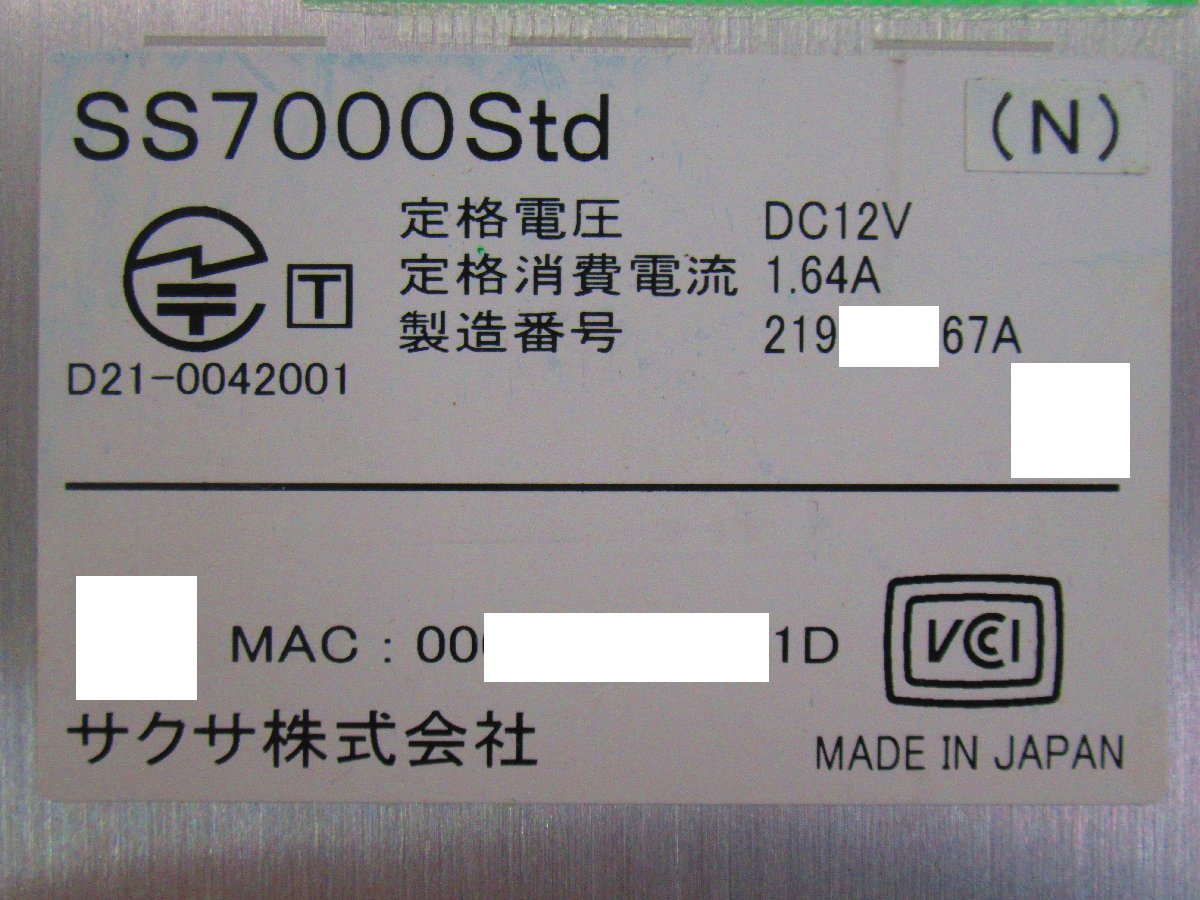 SS7000Std (N)
定格電圧 DC12V
定格消費電流 1.64A
製造番号 219 67A
T
D21-0042001
MAC : 00 1D
VCCI
サクサ株式会社
MADE IN JAPAN